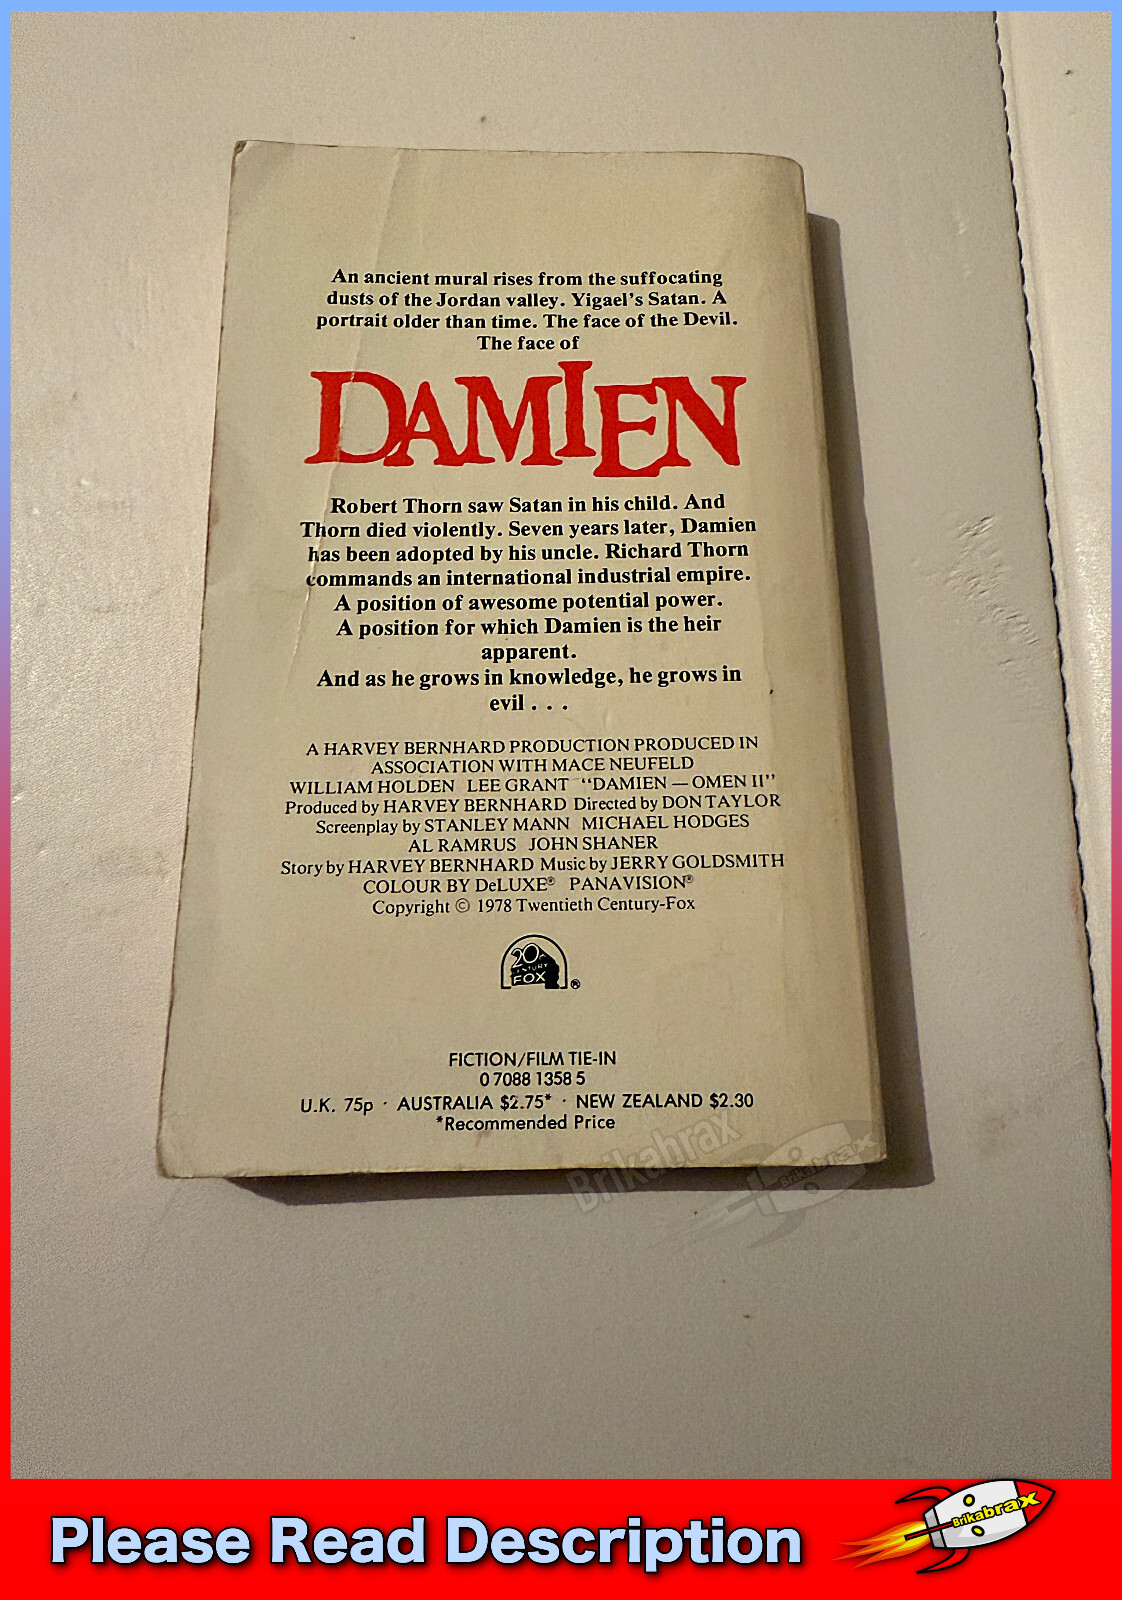 An ancient mural rises from the suffocating
dusts of the Jordan valley. Yigael's Satan. A
portrait older than time. The face of the Devil.
The face of
DAMIEN
Robert Thorn saw Satan in his child. And
Thorn died violently. Seven years later, Damien
has been adopted by his uncle. Richard Thorn
commands an international industrial empire.
A position of awesome potential power.
A position for which Damien is the heir
apparent.
And as he grows in knowledge, he grows in
evil . . .
A HARVEY BERNHARD PRODUCTION PRODUCED IN
ASSOCIATION WITH MACE NEUFELD
WILLIAM HOLDEN LEE GRANT "DAMIEN — OMEN II"
Produced by HARVEY BERNHARD Directed by DON TAYLOR
Screenplay by STANLEY MANN MICHAEL HODGES
AL RAMRUS JOHN SHANER
Story by HARVEY BERNHARD Music by JERRY GOLDSMITH
COLOUR BY DeLUXE® PANAVISION®
Copyright © 1978 Twentieth Century-Fox
20th
CENTURY
FOX ®
FICTION/FILM TIE-IN
0 7088 1358 5
U.K. 75p · AUSTRALIA $2.75* · NEW ZEALAND $2.30
*Recommended Price
Brikabrax
Brikabrax
Please Read Description
Brikabrax